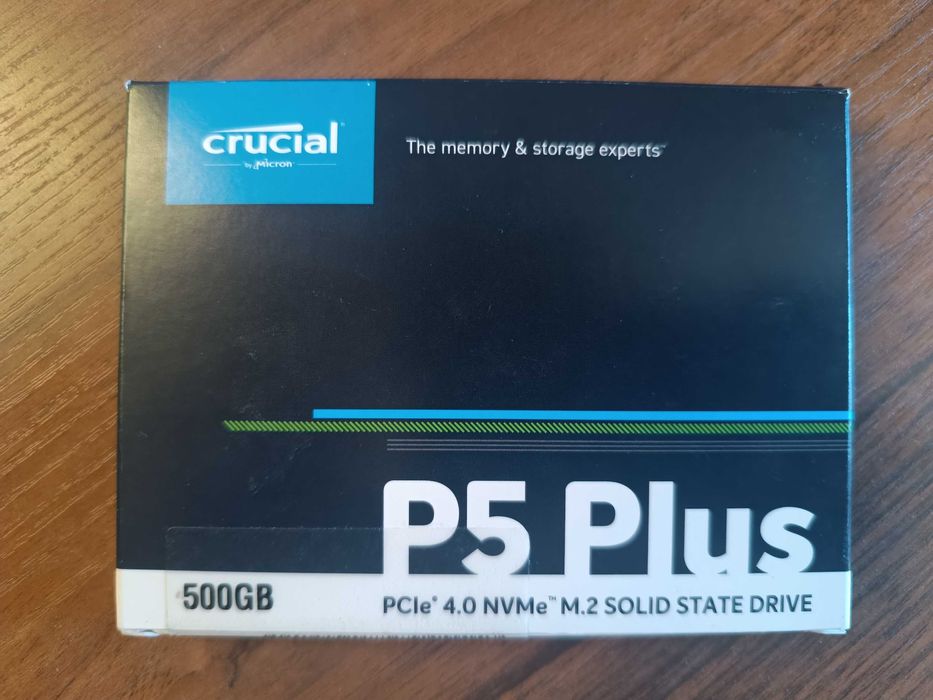 crucial®
by Micron
The memory & storage experts™
P5 Plus
500GB
PCIe® 4.0 NVMe™ M.2 SOLID STATE DRIVE